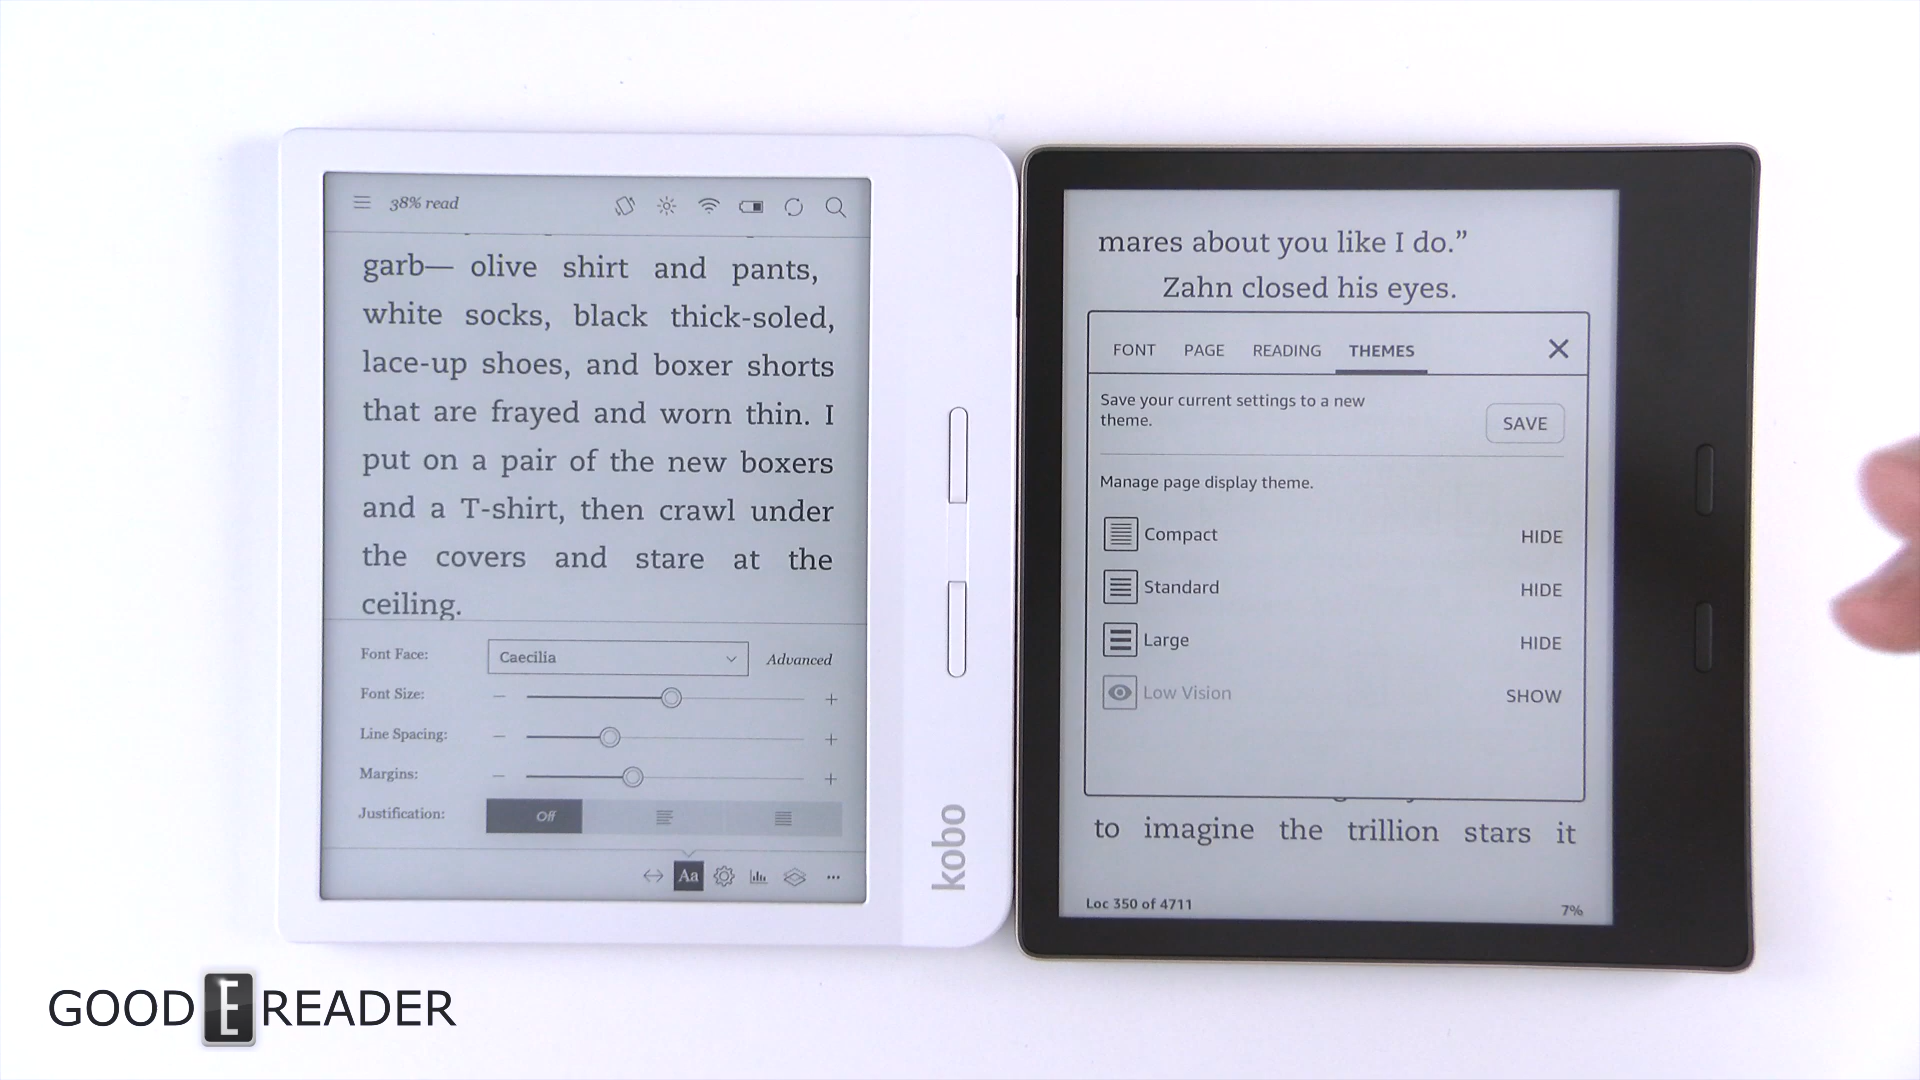 38% read
garb— olive shirt and pants,
white socks, black thick-soled,
lace-up shoes, and boxer shorts
that are frayed and worn thin. I
put on a pair of the new boxers
and a T-shirt, then crawl under
the covers and stare at the
ceiling.
Font Face: Caecilia Advanced
Font Size:
Line Spacing:
Margins:
Justification: Off
Aa
kobo
mares about you like I do.”
Zahn closed his eyes.
FONT PAGE READING THEMES
Save your current settings to a new
theme.
SAVE
Manage page display theme.
Compact HIDE
Standard HIDE
Large HIDE
Low Vision SHOW
to imagine the trillion stars it
Loc 350 of 4711 7%
GOOD E READER